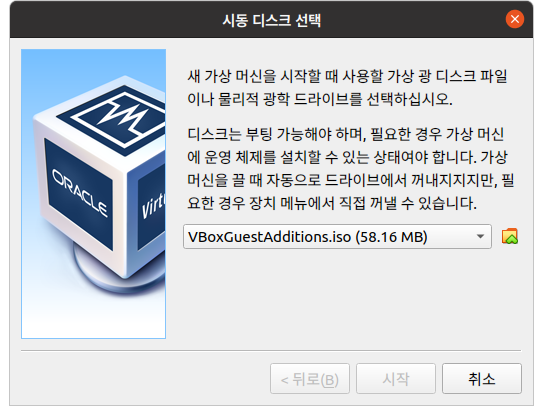 시동 디스크 선택
새 가상 머신을 시작할 때 사용할 가상 광 디스크 파일
이나 물리적 광학 드라이브를 선택하십시오.
디스크는 부팅 가능해야 하며, 필요한 경우 가상 머신
에 운영 체제를 설치할 수 있는 상태여야 합니다. 가상
머신을 끌 때 자동으로 드라이브에서 꺼내지지지만, 필
요한 경우 장치 메뉴에서 직접 꺼낼 수 있습니다.
ORACLE
Virtu
VBoxGuestAdditions.iso (58.16 MB)
< 뒤로(B)
시작
취소